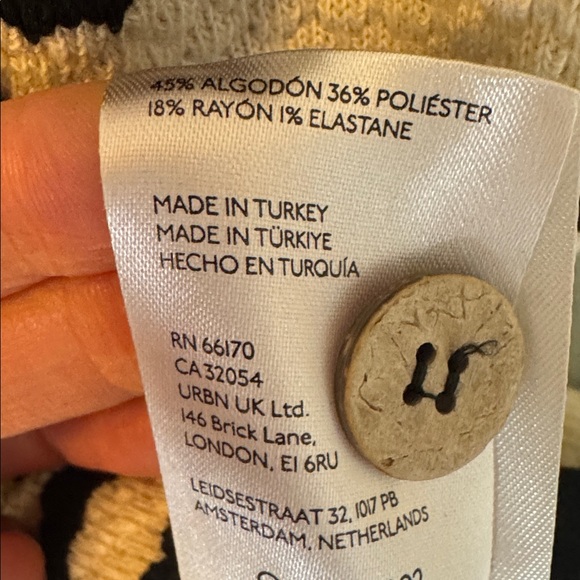 45% ALGODÓN 36% POLIÉSTER
18% RAYÓN 1% ELASTANE
MADE IN TURKEY
MADE IN TÜRKIYE
HECHO EN TURQUÍA
RN 66170
CA 32054
URBN UK Ltd.
146 Brick Lane,
LONDON, E1 6RU
LEIDSESTRAAT 32, 1017 PB
AMSTERDAM, NETHERLANDS